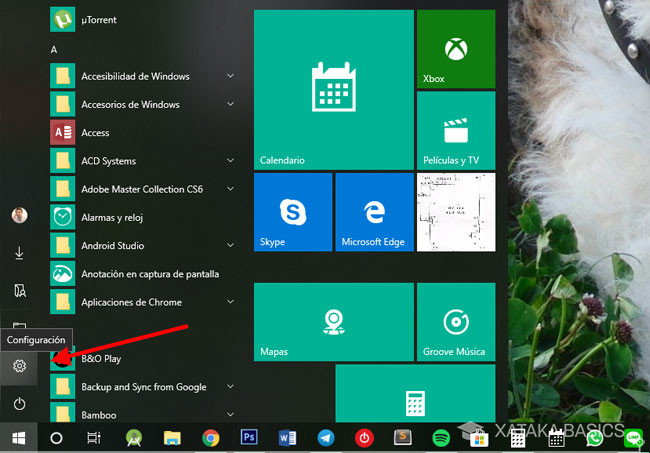 µTorrent
A
Accesibilidad de Windows
Accesorios de Windows
Access
ACD Systems
Adobe Master Collection CS6
Alarmas y reloj
Android Studio
Anotación en captura de pantalla
Aplicaciones de Chrome
B&O Play
Backup and Sync from Google
Bamboo
Configuración
Calendario
Xbox
Películas y TV
Skype
Microsoft Edge
Mapas
Groove Música
Ps
XATAKA BASICS
LINE